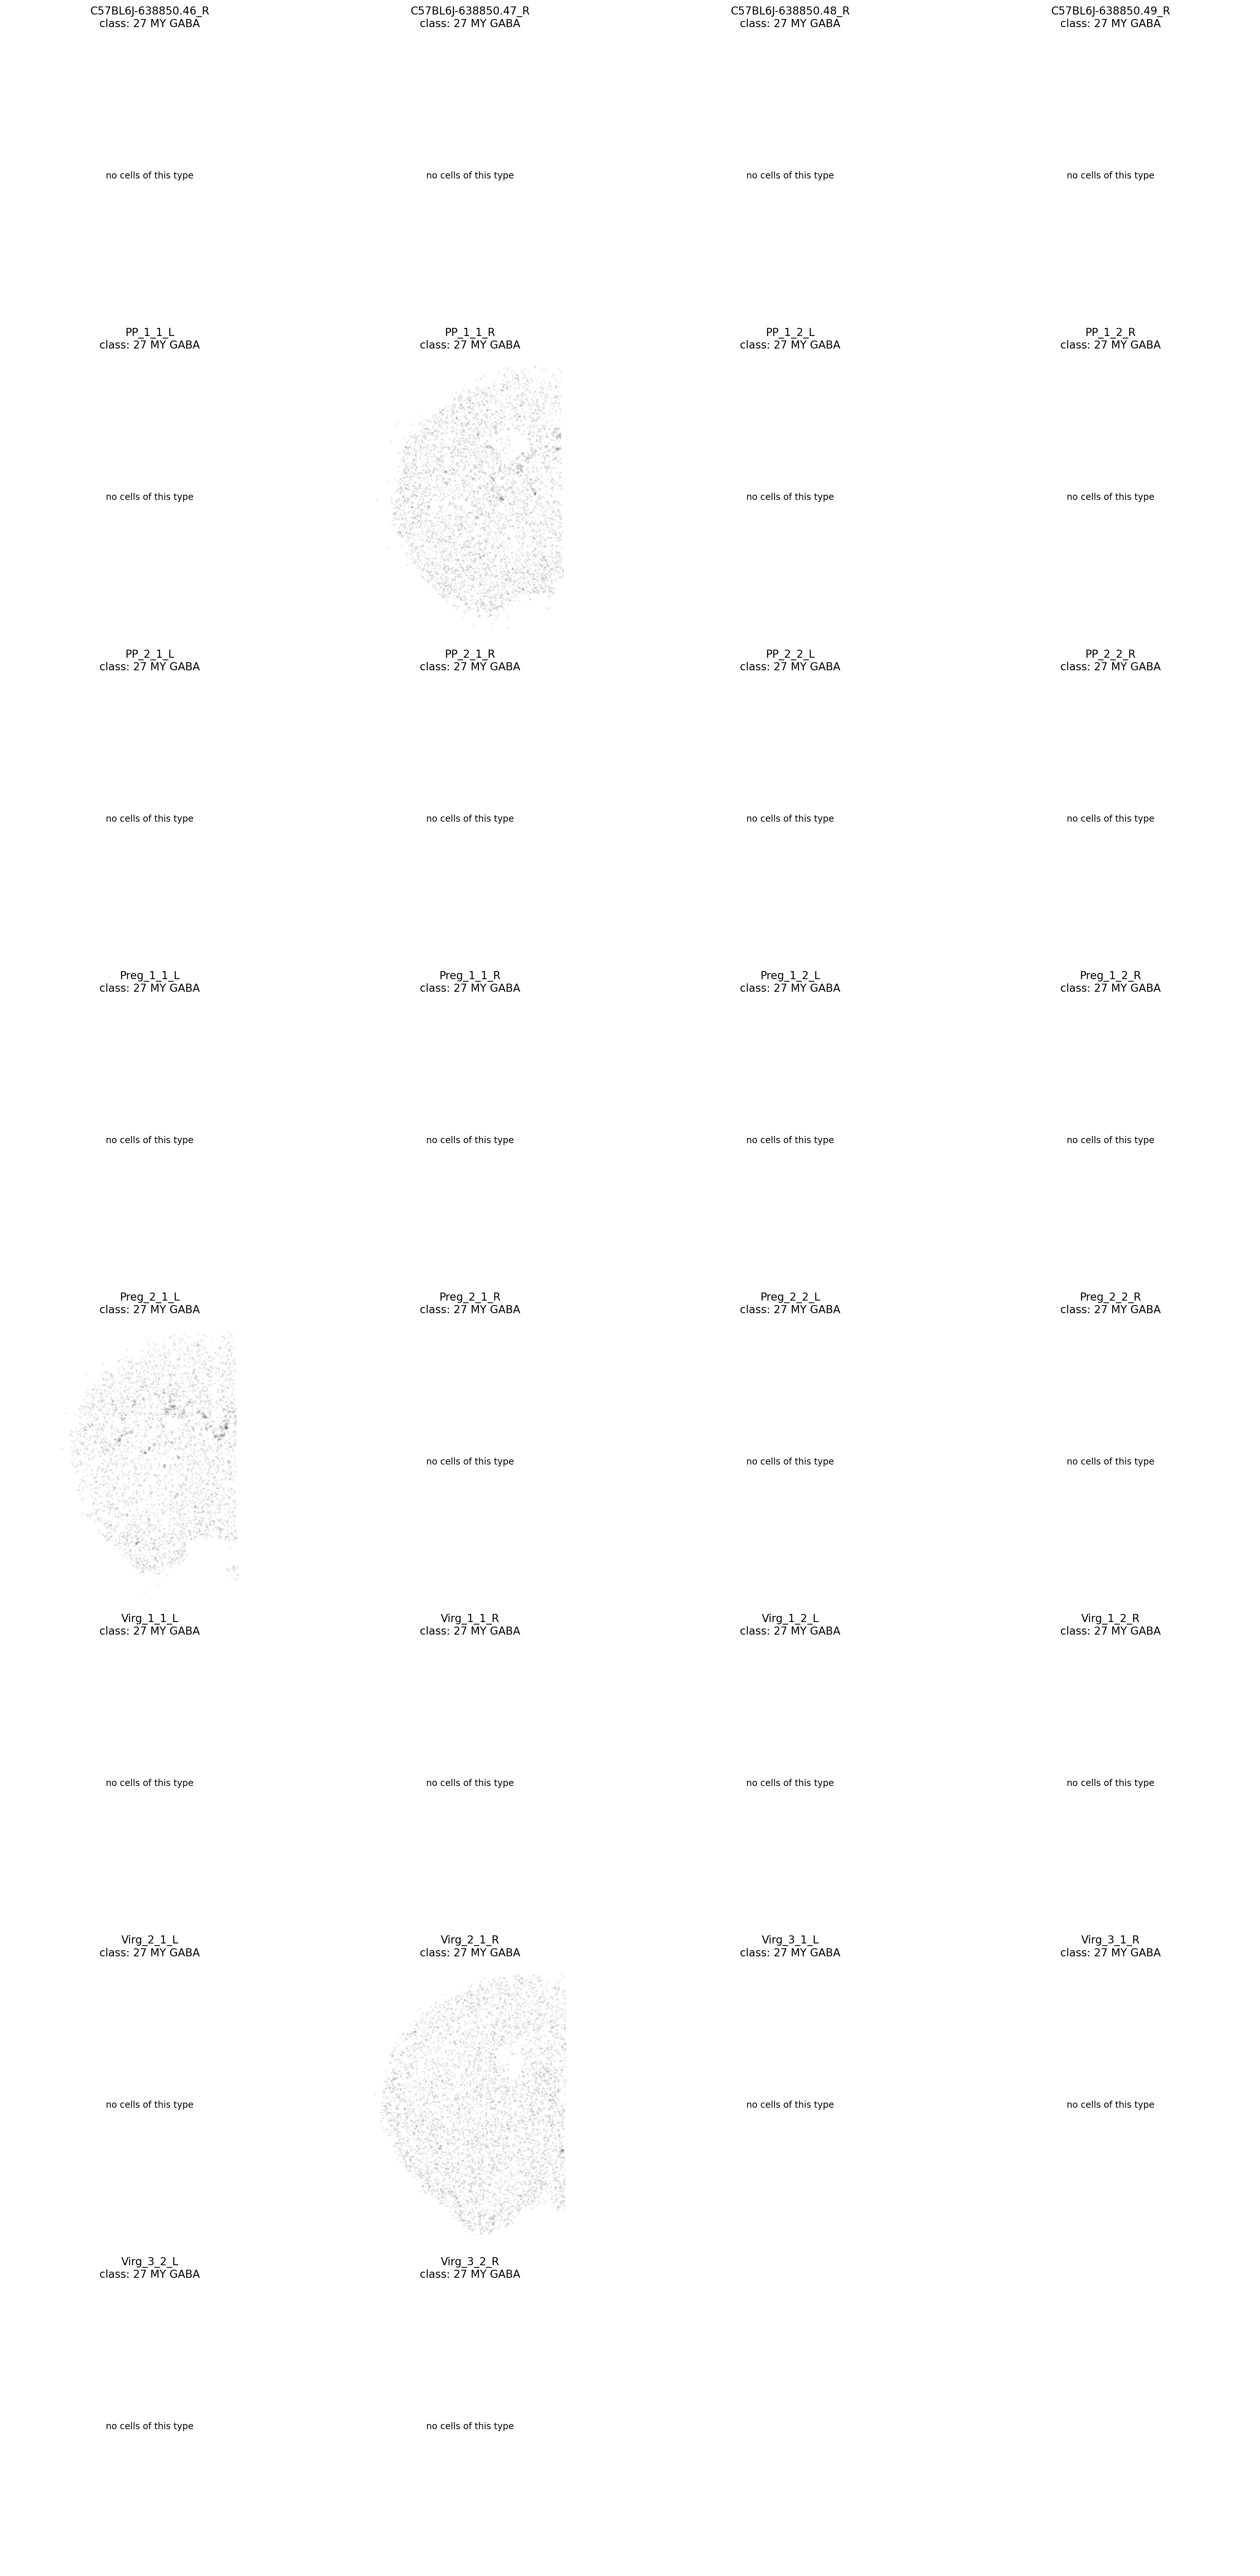 C57BL6J-638850.46_R
class: 27 MY GABA
C57BL6J-638850.47_R
class: 27 MY GABA
C57BL6J-638850.48_R
class: 27 MY GABA
C57BL6J-638850.49_R
class: 27 MY GABA
no cells of this type
no cells of this type
no cells of this type
no cells of this type
PP_1_1_L
class: 27 MY GABA
PP_1_1_R
class: 27 MY GABA
PP_1_2_L
class: 27 MY GABA
PP_1_2_R
class: 27 MY GABA
no cells of this type
no cells of this type
no cells of this type
PP_2_1_L
class: 27 MY GABA
PP_2_1_R
class: 27 MY GABA
PP_2_2_L
class: 27 MY GABA
PP_2_2_R
class: 27 MY GABA
no cells of this type
no cells of this type
no cells of this type
no cells of this type
Preg_1_1_L
class: 27 MY GABA
Preg_1_1_R
class: 27 MY GABA
Preg_1_2_L
class: 27 MY GABA
Preg_1_2_R
class: 27 MY GABA
no cells of this type
no cells of this type
no cells of this type
no cells of this type
Preg_2_1_L
class: 27 MY GABA
Preg_2_1_R
class: 27 MY GABA
Preg_2_2_L
class: 27 MY GABA
Preg_2_2_R
class: 27 MY GABA
no cells of this type
no cells of this type
no cells of this type
Virg_1_1_L
class: 27 MY GABA
Virg_1_1_R
class: 27 MY GABA
Virg_1_2_L
class: 27 MY GABA
Virg_1_2_R
class: 27 MY GABA
no cells of this type
no cells of this type
no cells of this type
no cells of this type
Virg_2_1_L
class: 27 MY GABA
Virg_2_1_R
class: 27 MY GABA
Virg_3_1_L
class: 27 MY GABA
Virg_3_1_R
class: 27 MY GABA
no cells of this type
no cells of this type
no cells of this type
Virg_3_2_L
class: 27 MY GABA
Virg_3_2_R
class: 27 MY GABA
no cells of this type
no cells of this type